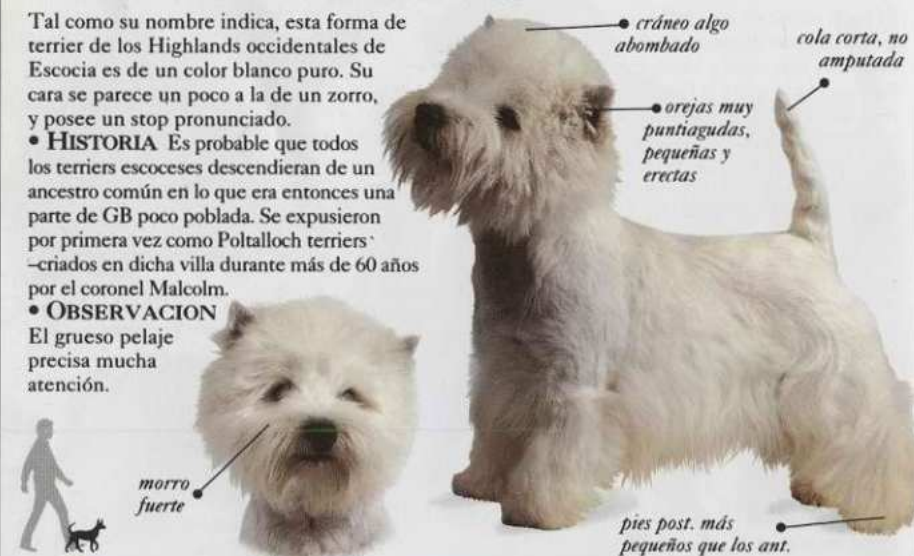 Tal como su nombre indica, esta forma de
terrier de los Highlands occidentales de
Escocia es de un color blanco puro. Su
cara se parece un poco a la de un zorro,
y posee un stop pronunciado.
• HISTORIA Es probable que todos
los terriers escoceses descendieran de un
ancestro común en lo que era entonces una
parte de GB poco poblada. Se expusieron
por primera vez como Poltalloch terriers
–criados en dicha villa durante más de 60 años
por el coronel Malcolm.
• OBSERVACION
El grueso pelaje
precisa mucha
atención.
cráneo algo
abombado
cola corta, no
amputada
orejas muy
puntiagudas,
pequeñas y
erectas
morro
fuerte
pies post. más
pequeños que los ant.